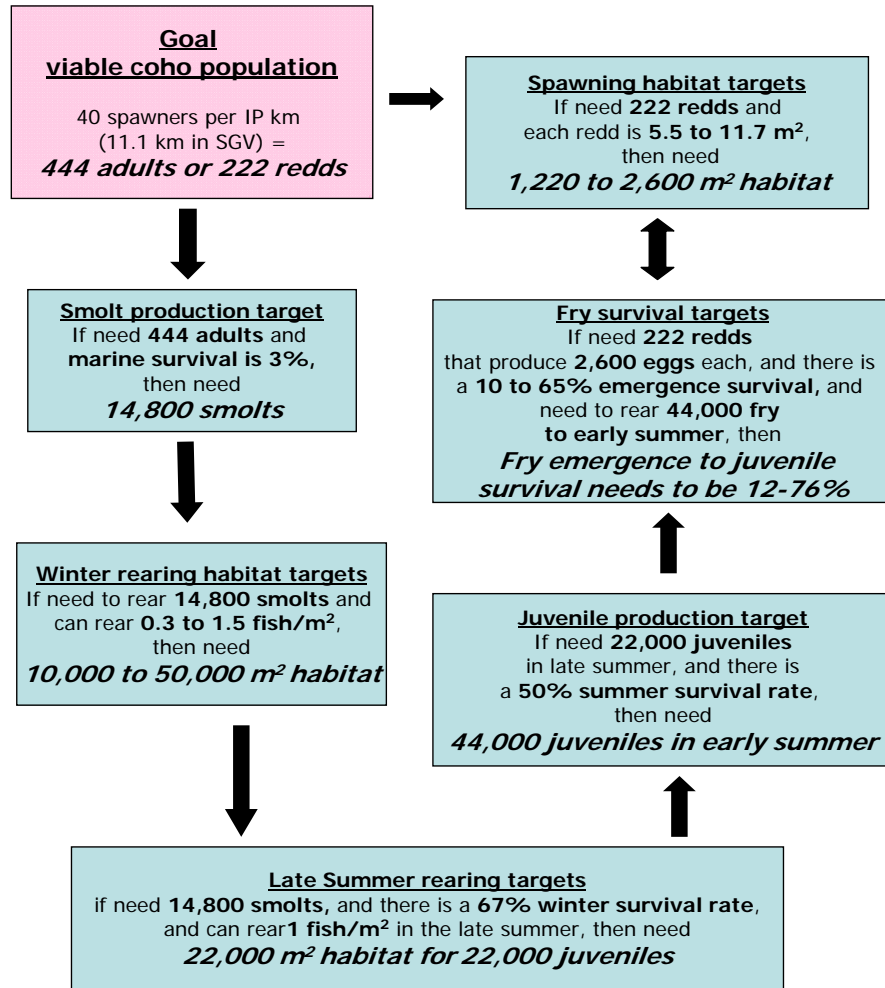 Goal
viable coho population
40 spawners per IP km
(11.1 km in SGV) =
444 adults or 222 redds
Spawning habitat targets
If need 222 redds and
each redd is 5.5 to 11.7 m²,
then need
1,220 to 2,600 m² habitat
Smolt production target
If need 444 adults and
marine survival is 3%,
then need
14,800 smolts
Fry survival targets
If need 222 redds
that produce 2,600 eggs each, and there is
a 10 to 65% emergence survival, and
need to rear 44,000 fry
to early summer, then
Fry emergence to juvenile
survival needs to be 12-76%
Winter rearing habitat targets
If need to rear 14,800 smolts and
can rear 0.3 to 1.5 fish/m²,
then need
10,000 to 50,000 m² habitat
Juvenile production target
If need 22,000 juveniles
in late summer, and there is
a 50% summer survival rate,
then need
44,000 juveniles in early summer
Late Summer rearing targets
if need 14,800 smolts, and there is a 67% winter survival rate,
and can rear1 fish/m² in the late summer, then need
22,000 m² habitat for 22,000 juveniles